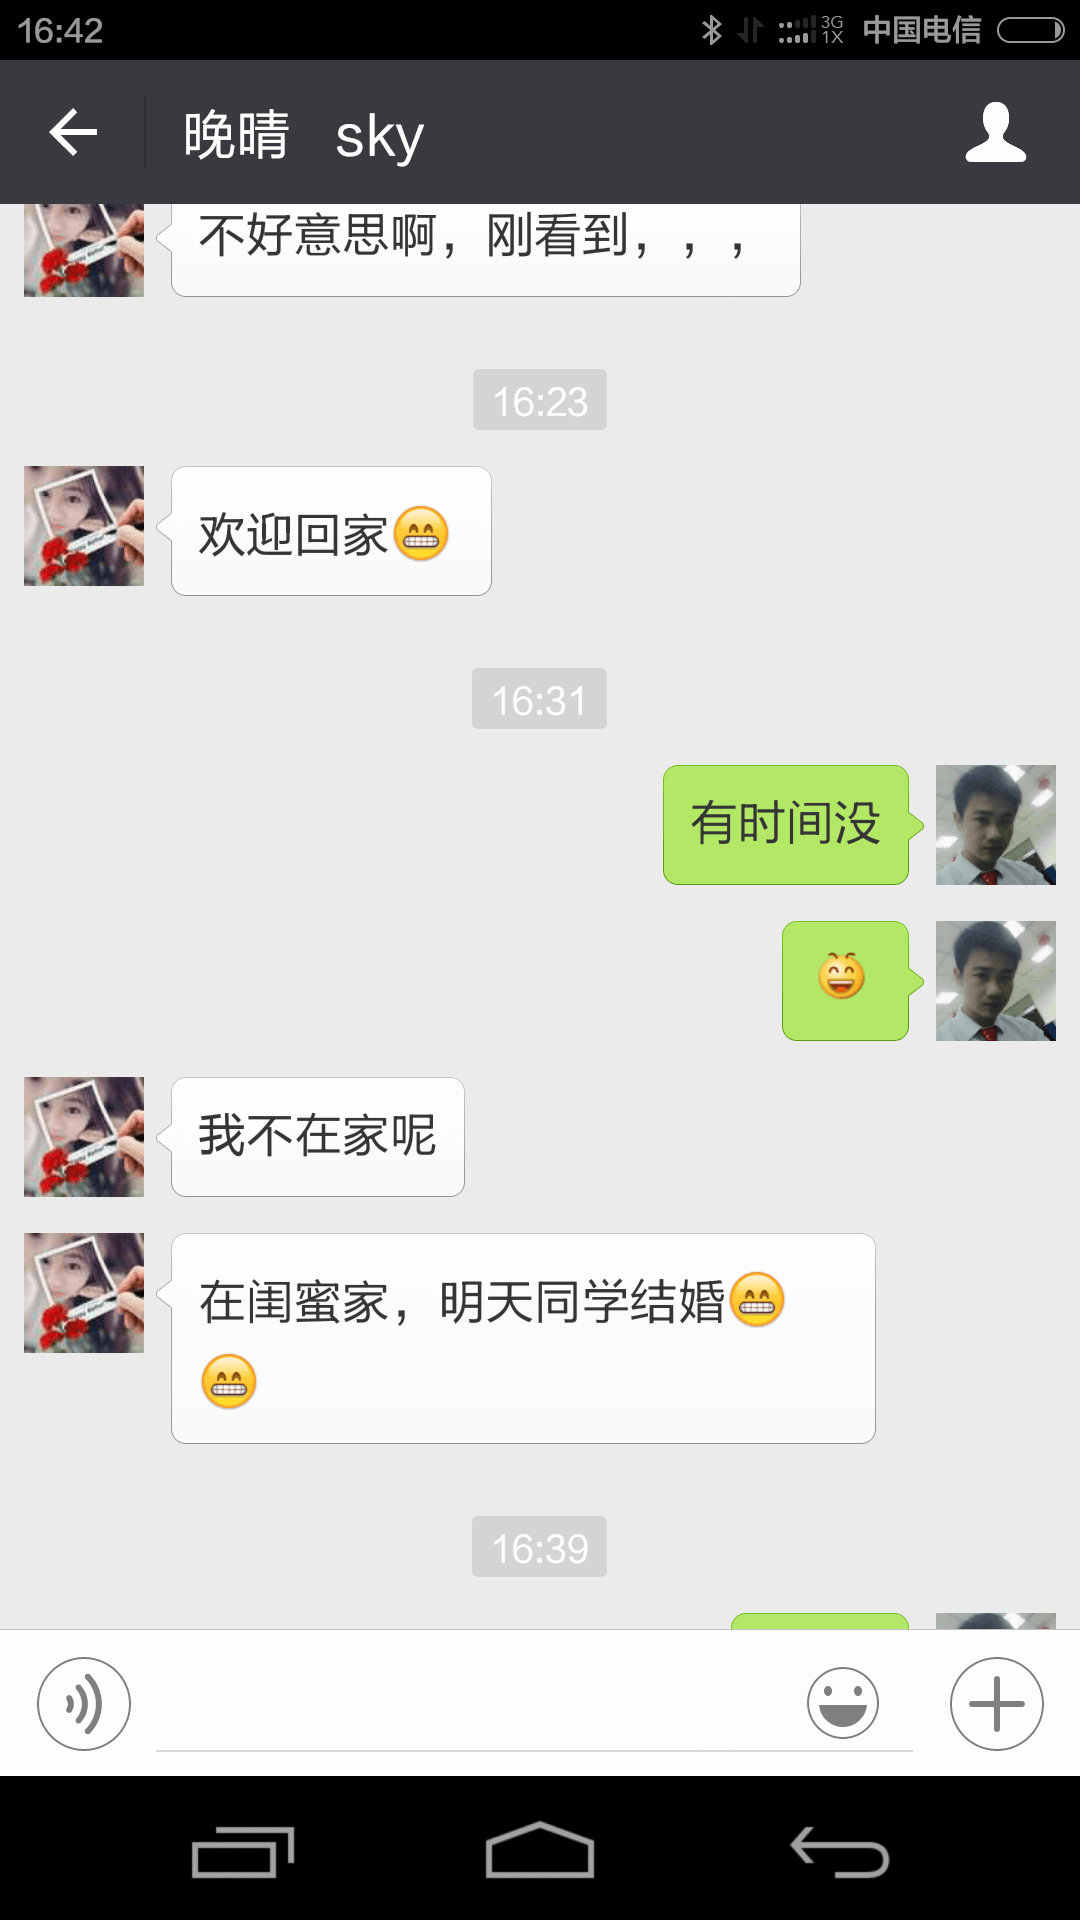 16:42
3G
1X
中国电信
晚晴 sky
不好意思啊，刚看到，，，
16:23
欢迎回家😁
16:31
有时间没
😄
我不在家呢
在闺蜜家，明天同学结婚😁
😁
16:39